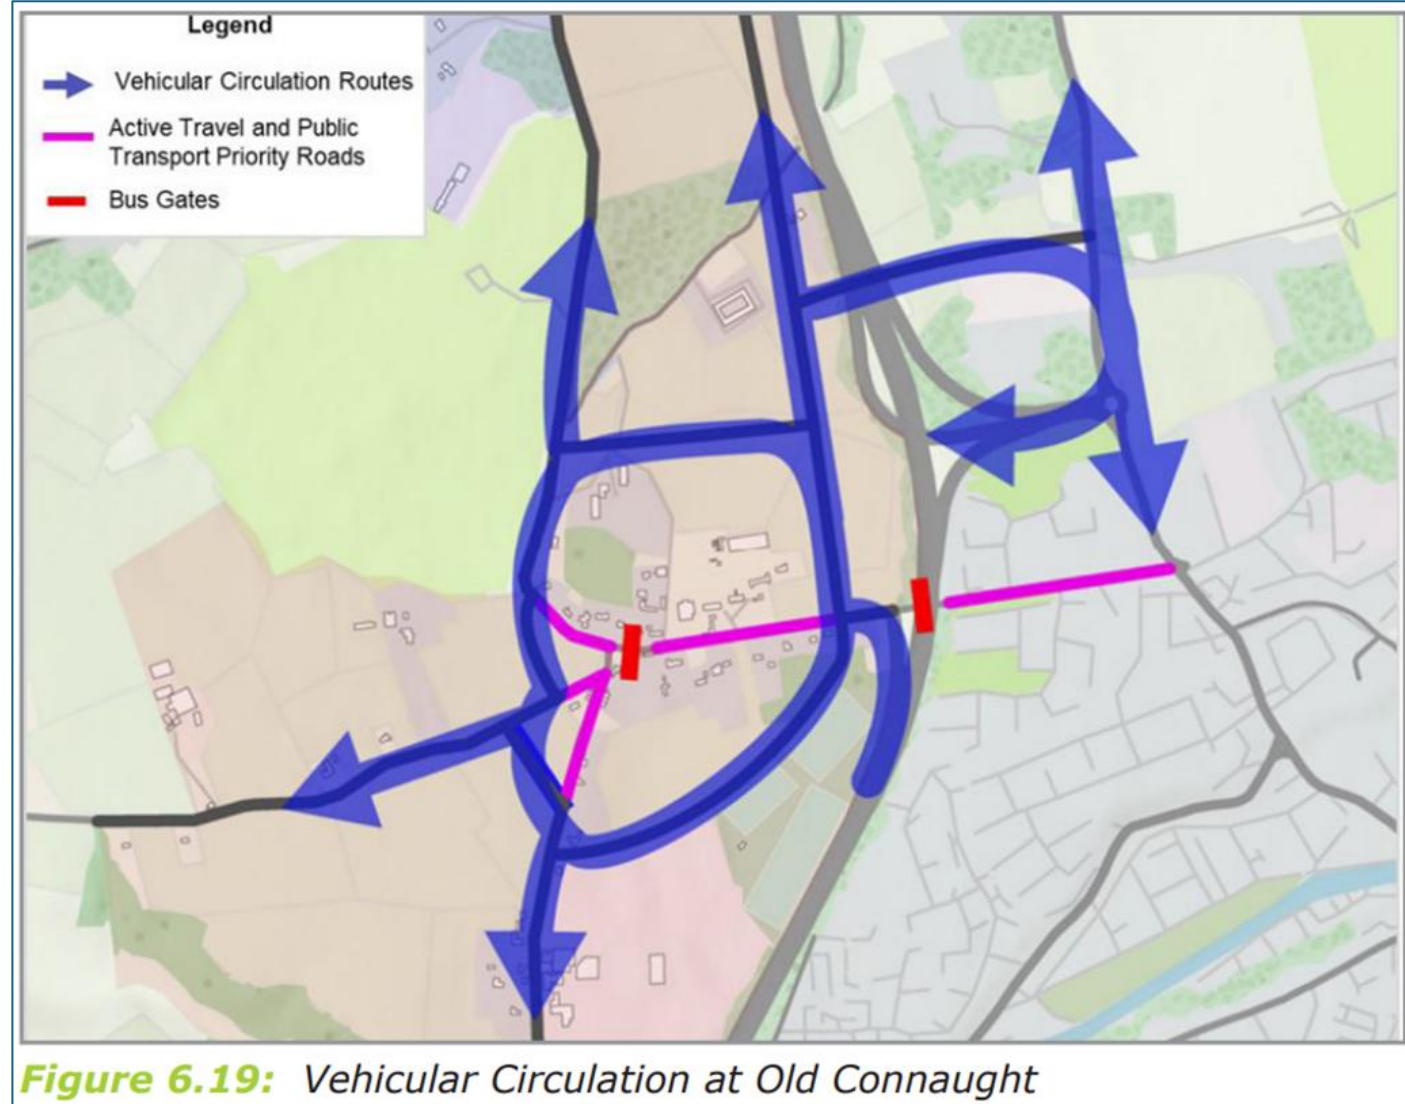 Legend
Vehicular Circulation Routes
Active Travel and Public
Transport Priority Roads
Bus Gates
Figure 6.19: Vehicular Circulation at Old Connaught